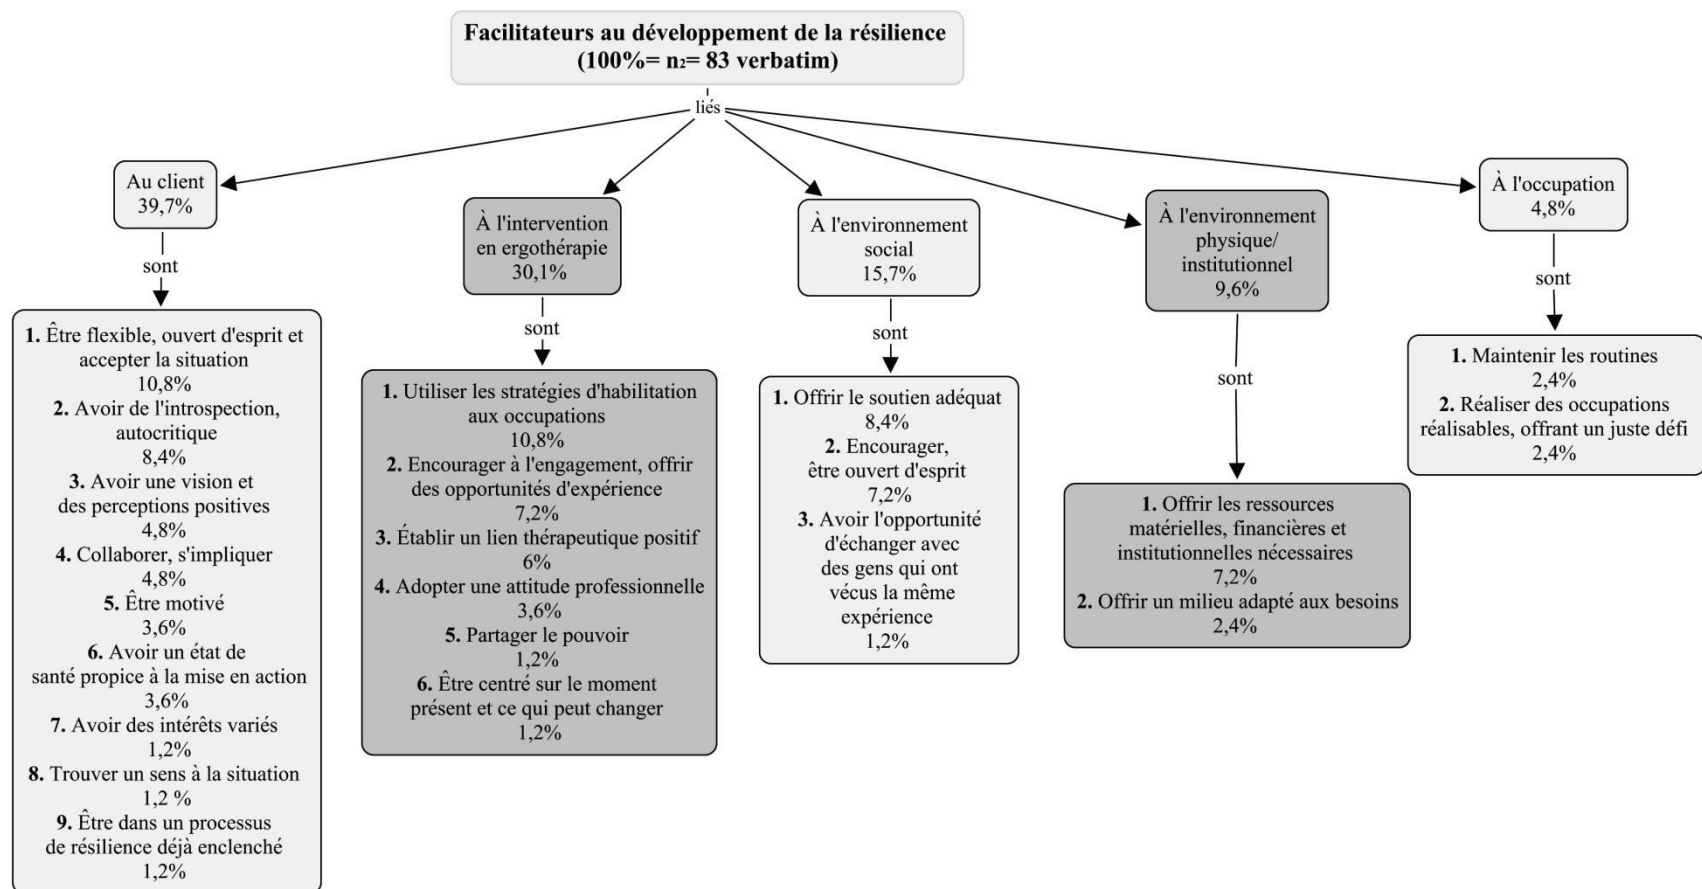 Facilitateurs au développement de la résilience
(100%= n₂= 83 verbatim)
liés
Au client
39,7%
sont
1. Être flexible, ouvert d'esprit et
accepter la situation
10,8%
2. Avoir de l'introspection,
autocritique
8,4%
3. Avoir une vision et
des perceptions positives
4,8%
4. Collaborer, s'impliquer
4,8%
5. Être motivé
3,6%
6. Avoir un état de
santé propice à la mise en action
3,6%
7. Avoir des intérêts variés
1,2%
8. Trouver un sens à la situation
1,2 %
9. Être dans un processus
de résilience déjà enclenché
1,2%
À l'intervention
en ergothérapie
30,1%
sont
1. Utiliser les stratégies d'habilitation
aux occupations
10,8%
2. Encourager à l'engagement, offrir
des opportunités d'expérience
7,2%
3. Établir un lien thérapeutique positif
6%
4. Adopter une attitude professionnelle
3,6%
5. Partager le pouvoir
1,2%
6. Être centré sur le moment
présent et ce qui peut changer
1,2%
À l'environnement
social
15,7%
sont
1. Offrir le soutien adéquat
8,4%
2. Encourager,
être ouvert d'esprit
7,2%
3. Avoir l'opportunité
d'échanger avec
des gens qui ont
vécus la même
expérience
1,2%
À l'environnement
physique/
institutionnel
9,6%
sont
1. Offrir les ressources
matérielles, financières et
institutionnelles nécessaires
7,2%
2. Offrir un milieu adapté aux besoins
2,4%
À l'occupation
4,8%
sont
1. Maintenir les routines
2,4%
2. Réaliser des occupations
réalisables, offrant un juste défi
2,4%